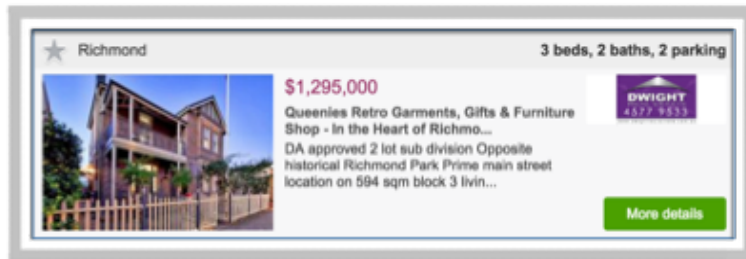 Richmond
3 beds, 2 baths, 2 parking
$1,295,000
Queenies Retro Garments, Gifts & Furniture
Shop - In the Heart of Richmo...
DA approved 2 lot sub division Opposite
historical Richmond Park Prime main street
location on 594 sqm block 3 livin...
DWIGHT
4577 9533
More details